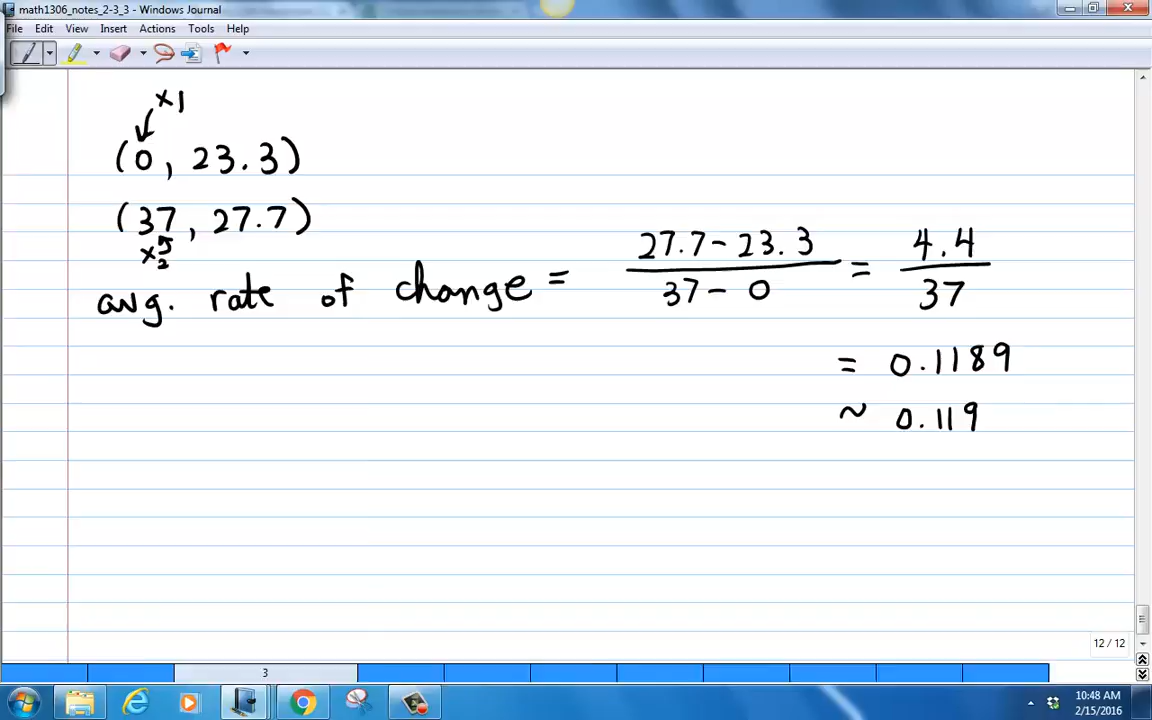 math1306_notes_2-3_3 - Windows Journal
File Edit View Insert Actions Tools Help
x1
(0, 23.3)
(37, 27.7)
x2
avg. rate of change = 27.7 - 23.3 / 37 - 0 = 4.4 / 37
= 0.1189
~ 0.119
12 / 12
3
10:48 AM
2/15/2016